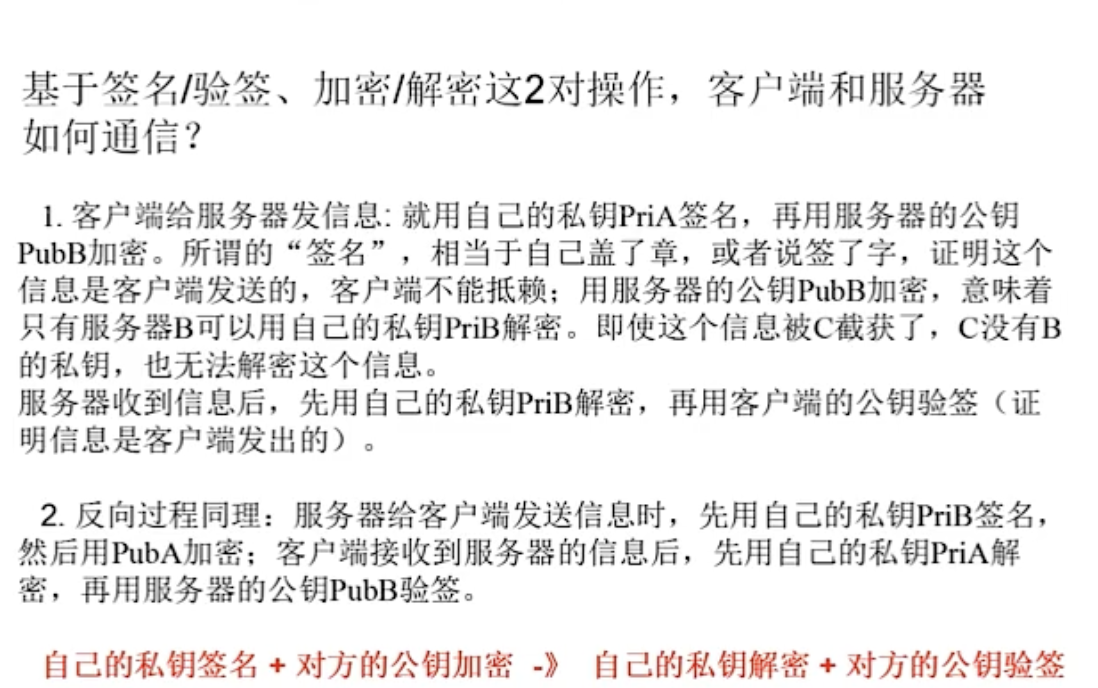 基于签名/验签、加密/解密这2对操作，客户端和服务器
如何通信？
1. 客户端给服务器发信息: 就用自己的私钥PriA签名，再用服务器的公钥
PubB加密。所谓的“签名”，相当于自己盖了章，或者说签了字，证明这个
信息是客户端发送的，客户端不能抵赖；用服务器的公钥PubB加密，意味着
只有服务器B可以用自己的私钥PriB解密。即使这个信息被C截获了，C没有B
的私钥，也无法解密这个信息。
服务器收到信息后，先用自己的私钥PriB解密，再用客户端的公钥验签（证
明信息是客户端发出的）。
2. 反向过程同理：服务器给客户端发送信息时，先用自己的私钥PriB签名，
然后用PubA加密；客户端接收到服务器的信息后，先用自己的私钥PriA解
密，再用服务器的公钥PubB验签。
自己的私钥签名 + 对方的公钥加密 -》 自己的私钥解密 + 对方的公钥验签